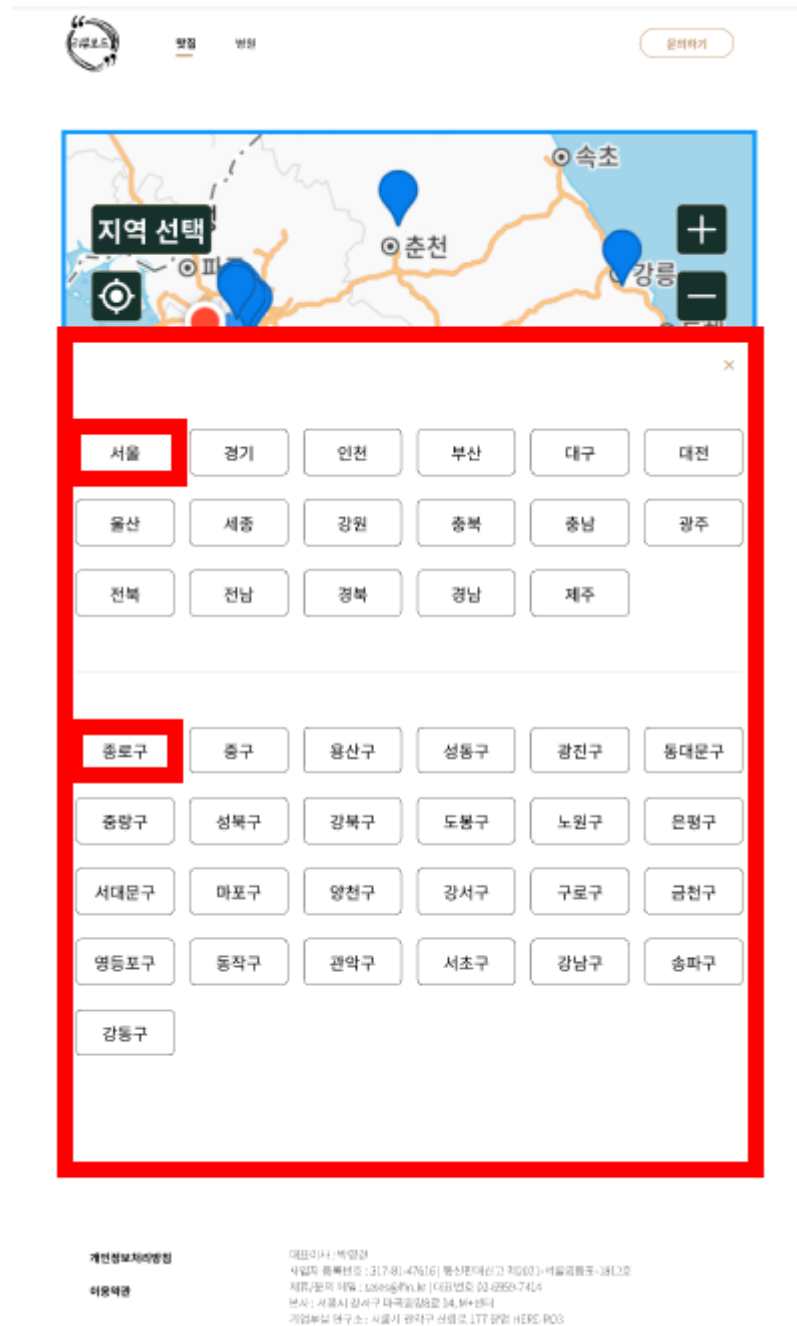 맛집 병원 문의하기
속초
지역 선택
춘천
강릉
서울 경기 인천 부산 대구 대전
울산 세종 강원 충북 충남 광주
전북 전남 경북 경남 제주
종로구 중구 용산구 성동구 광진구 동대문구
중랑구 성북구 강북구 도봉구 노원구 은평구
서대문구 마포구 양천구 강서구 구로구 금천구
영등포구 동작구 관악구 서초구 강남구 송파구
강동구
개인정보처리방침
이용약관